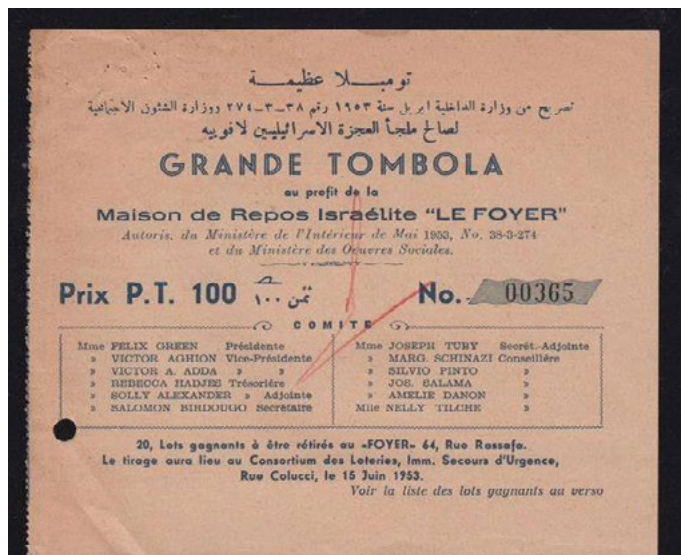 تومبــلا عظيمــة
تصريح من وزارة الداخلية ابريل سنة ١٩٥٣ رقم ٣٨-٣-٢٧٤ ووزارة الشئون الاجتماعية
لصالح ملجأ العجزة الاسرائيليين لافوييه
GRANDE TOMBOLA
au profit de la
Maison de Repos Israélite "LE FOYER"
Autoris. du Ministère de l'Intérieur de Mai 1953, No. 38-3-274
et du Ministère des Oeuvres Sociales.
Prix P.T. 100 ١٠٠ ثمن No. 00365
COMITE
Mme FELIX GREEN Présidente
» VICTOR AGHION Vice-Présidente
» VICTOR A. ADDA » »
» REBECCA HADJES Trésorière
» SOLLY ALEXANDER » Adjointe
» SALOMON BIRDOUGO Secrétaire
Mme JOSEPH TUBY Secrét.-Adjointe
» MARG. SCHINAZI Conseillère
» SILVIO PINTO »
» JOS. SALAMA »
» AMELIE DANON »
Mlle NELLY TILCHE »
20, Lots gagnants à être rétirés au «FOYER» 64, Rue Rassafa.
Le tirage aura lieu au Consortium des Loteries, Imm. Secours d'Urgence,
Rue Colucci, le 15 Juin 1953.
Voir la liste des lots gagnants au verso